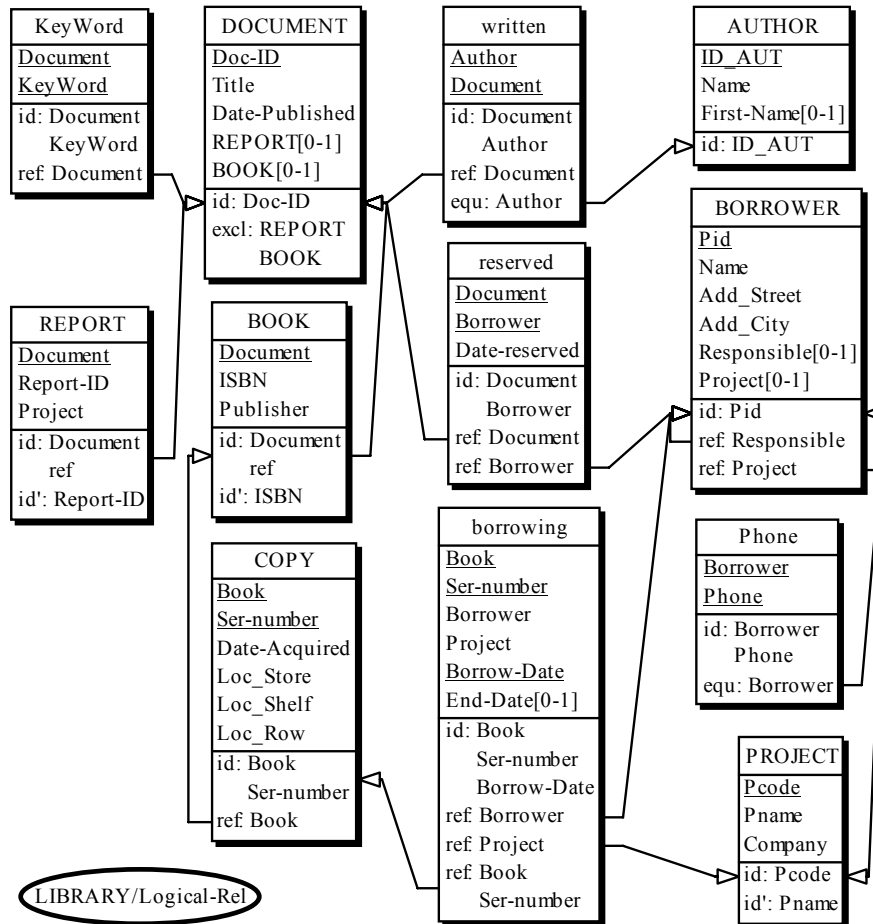 KeyWord
Document
KeyWord
id: Document
KeyWord
ref: Document
DOCUMENT
Doc-ID
Title
Date-Published
REPORT[0-1]
BOOK[0-1]
id: Doc-ID
excl: REPORT
BOOK
written
Author
Document
id: Document
Author
ref: Document
equ: Author
AUTHOR
ID_AUT
Name
First-Name[0-1]
id: ID_AUT
BORROWER
Pid
Name
Add_Street
Add_City
Responsible[0-1]
Project[0-1]
id: Pid
ref: Responsible
ref: Project
reserved
Document
Borrower
Date-reserved
id: Document
Borrower
ref: Document
ref: Borrower
REPORT
Document
Report-ID
Project
id: Document
ref
id': Report-ID
BOOK
Document
ISBN
Publisher
id: Document
ref
id': ISBN
COPY
Book
Ser-number
Date-Acquired
Loc_Store
Loc_Shelf
Loc_Row
id: Book
Ser-number
ref: Book
borrowing
Book
Ser-number
Borrower
Project
Borrow-Date
End-Date[0-1]
id: Book
Ser-number
Borrow-Date
ref: Borrower
ref: Project
ref: Book
Ser-number
Phone
Borrower
Phone
id: Borrower
Phone
equ: Borrower
PROJECT
Pcode
Pname
Company
id: Pcode
id': Pname
LIBRARY/Logical-Rel